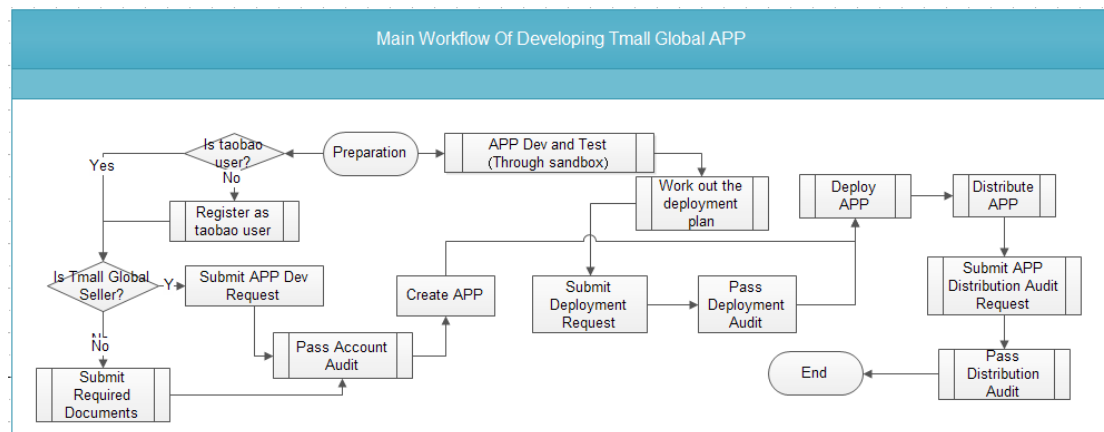 Main Workflow Of Developing Tmall Global APP
Is taobao
user?
Preparation
APP Dev and Test
(Through sandbox)
Yes
No
Register as
taobao user
Work out the
deployment
plan
Deploy
APP
Distribute
APP
Is Tmall Global
Seller?
Y
Submit APP Dev
Request
Create APP
Submit
Deployment
Request
Pass
Deployment
Audit
Submit APP
Distribution Audit
Request
No
Pass Account
Audit
Submit
Required
Documents
End
Pass
Distribution
Audit